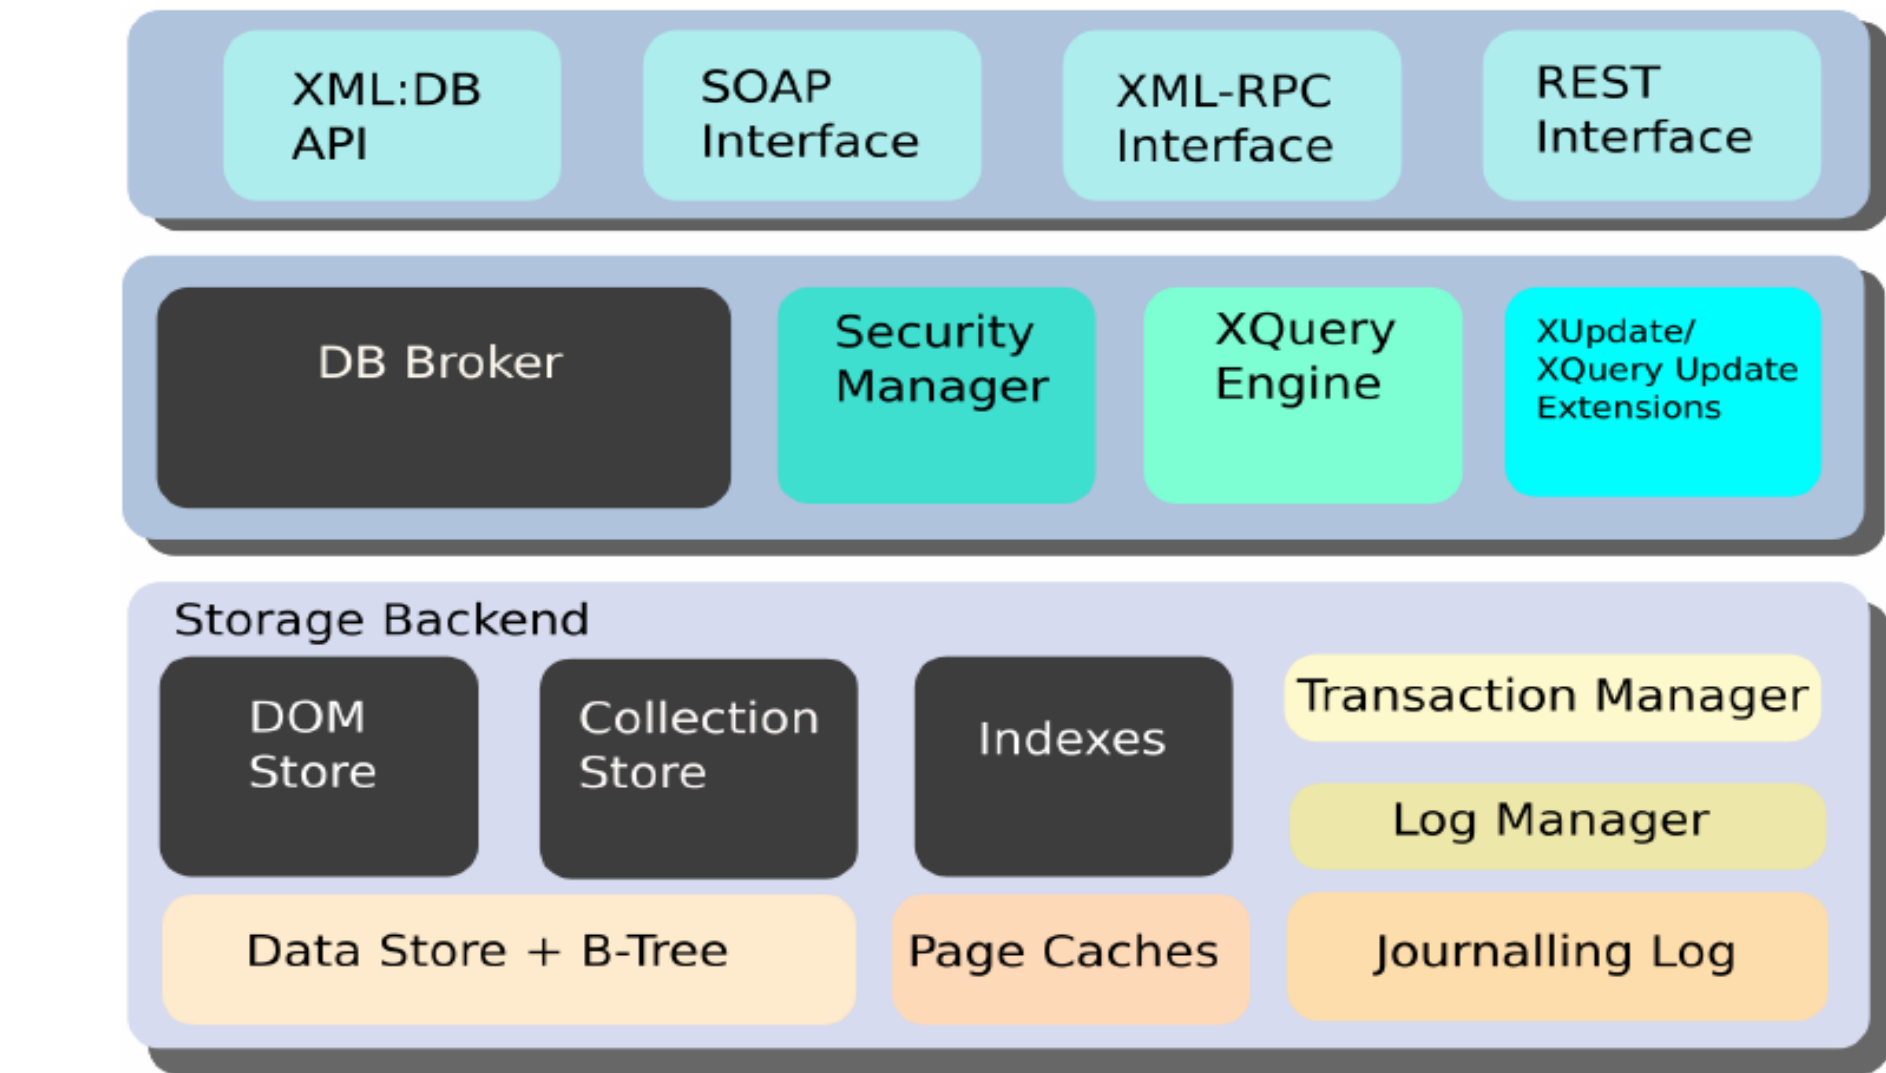 XML:DB
API
SOAP
Interface
XML-RPC
Interface
REST
Interface
DB Broker
Security
Manager
XQuery
Engine
XUpdate/
XQuery Update
Extensions
Storage Backend
DOM
Store
Collection
Store
Indexes
Transaction Manager
Log Manager
Data Store + B-Tree
Page Caches
Journalling Log